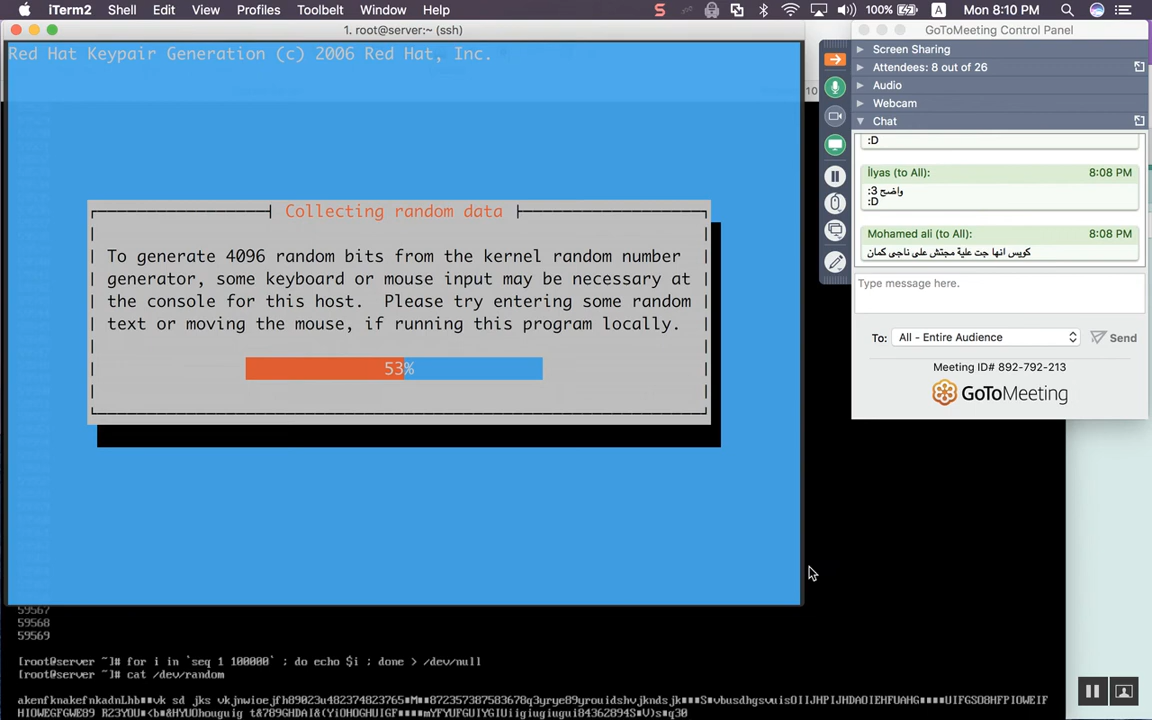 iTerm2 Shell Edit View Profiles Toolbelt Window Help 100% A Mon 8:10 PM
1. root@server:~ (ssh)
GoToMeeting Control Panel
Red Hat Keypair Generation (c) 2006 Red Hat, Inc.
Screen Sharing
Attendees: 8 out of 26
Audio
Webcam
Chat
:D
İlyas (to All): 8:08 PM
واضح 3:
:D
Mohamed ali (to All): 8:08 PM
كويس انها جت علية مجتش على ناجى كمان
Type message here.
To: All - Entire Audience Send
Meeting ID# 892-792-213
GoToMeeting
Collecting random data
To generate 4096 random bits from the kernel random number
generator, some keyboard or mouse input may be necessary at
the console for this host. Please try entering some random
text or moving the mouse, if running this program locally.
53%
59567
59568
59569
[root@server ~]# for i in `seq 1 100000` ; do echo $i ; done > /dev/null
[root@server ~]# cat /dev/random